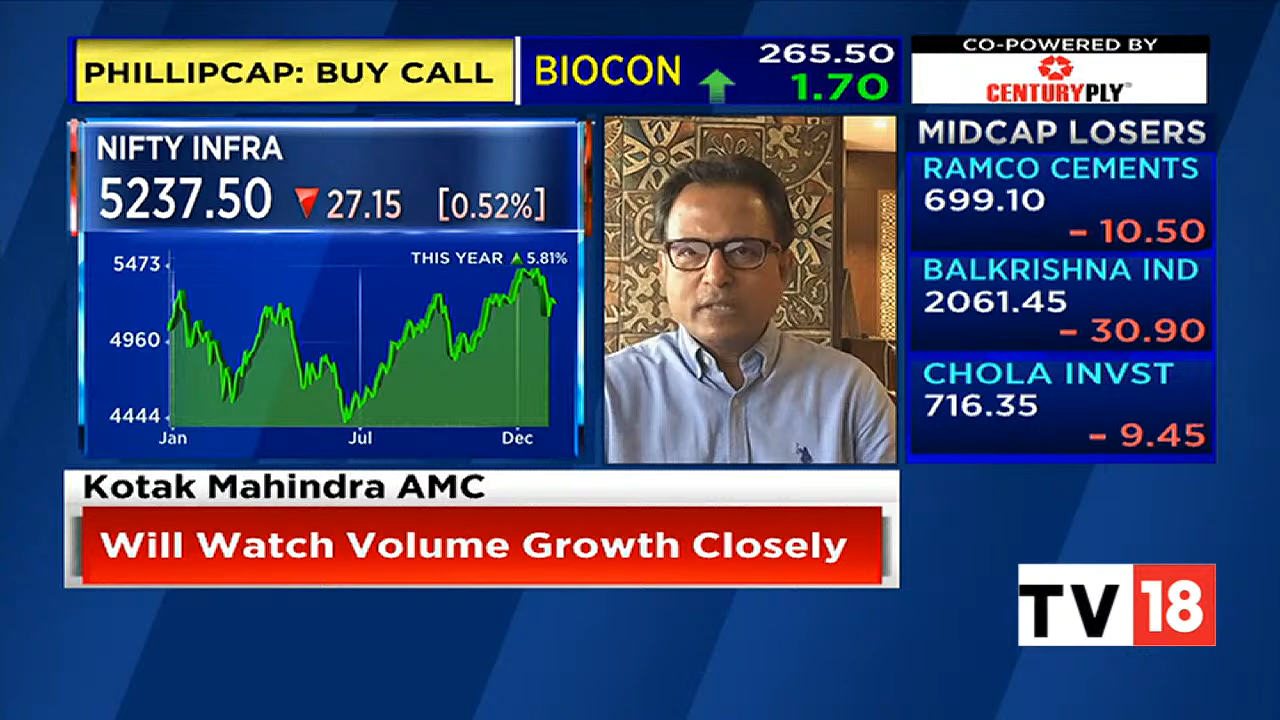 PHILLIPCAP: BUY CALL
BIOCON
265.50
1.70
CO-POWERED BY
CENTURYPLY
NIFTY INFRA
5237.50 27.15 [0.52%]
THIS YEAR 5.81%
5473
4960
4444
Jan Jul Dec
MIDCAP LOSERS
RAMCO CEMENTS
699.10
- 10.50
BALKRISHNA IND
2061.45
- 30.90
CHOLA INVST
716.35
- 9.45
Kotak Mahindra AMC
Will Watch Volume Growth Closely
TV18